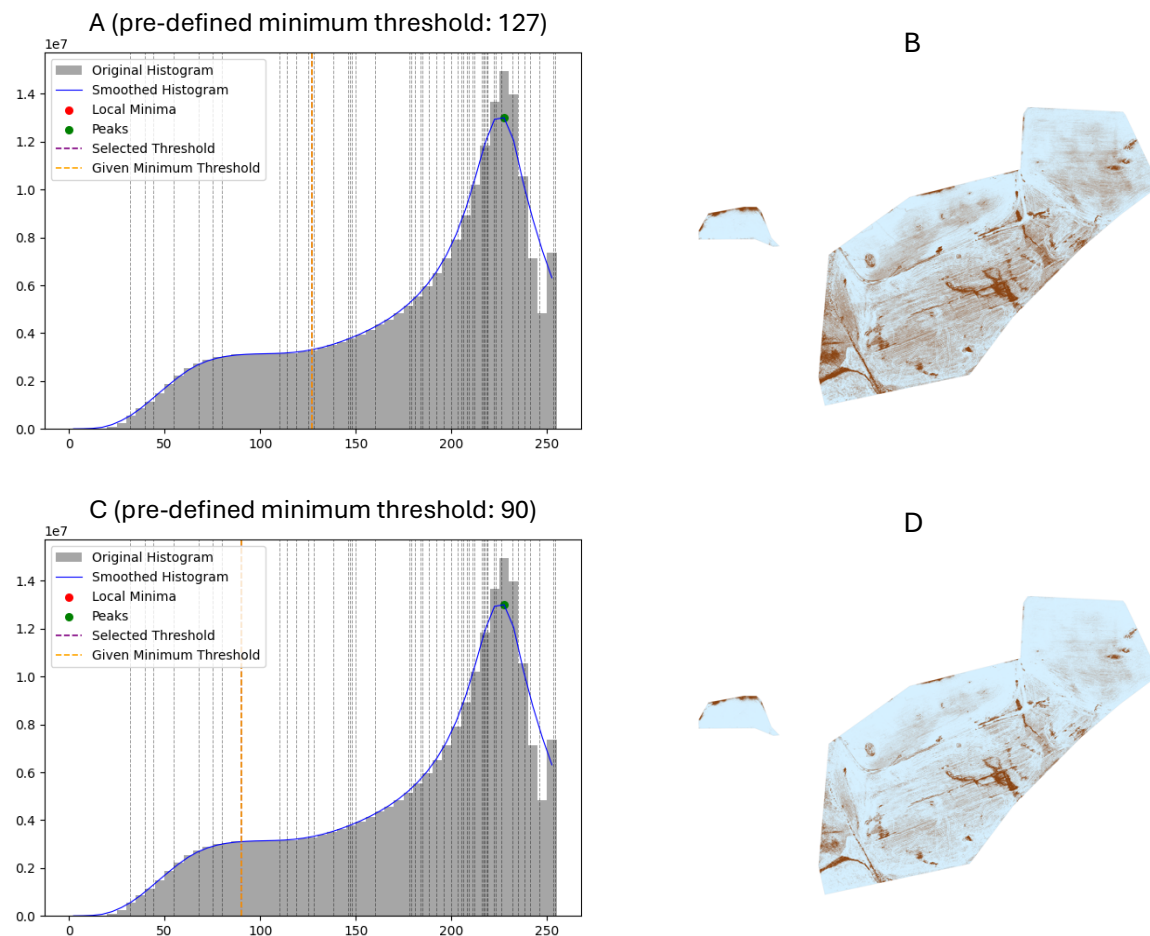 A (pre-defined minimum threshold: 127)
B
1e7
Original Histogram
Smoothed Histogram
Local Minima
Peaks
Selected Threshold
Given Minimum Threshold
1.4
1.2
1.0
0.8
0.6
0.4
0.2
0.0
0 50 100 150 200 250
C (pre-defined minimum threshold: 90)
D
1e7
Original Histogram
Smoothed Histogram
Local Minima
Peaks
Selected Threshold
Given Minimum Threshold
1.4
1.2
1.0
0.8
0.6
0.4
0.2
0.0
0 50 100 150 200 250